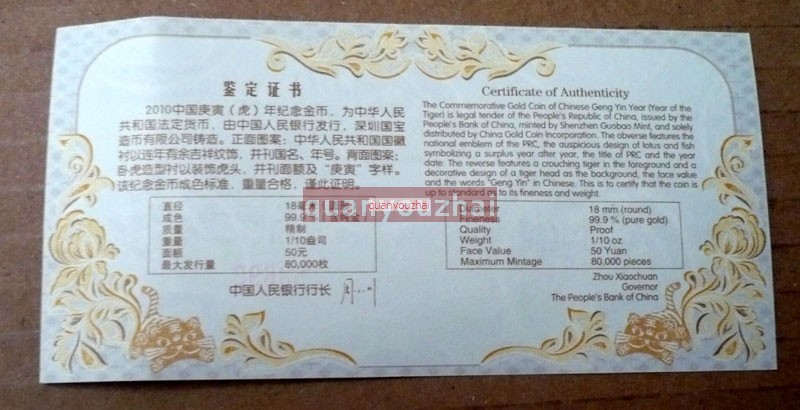 鉴定证书
2010中国庚寅（虎）年纪念金币，为中华人民
共和国法定货币，由中国人民银行发行，深圳国宝
造币有限公司铸造。正面图案：中华人民共和国国徽
衬以连年有余吉祥纹饰，并刊国名、年号。背面图案：
卧虎造型衬以装饰虎头，并刊面额及“庚寅”字样。
该纪念金币成色标准，重量合格，谨此证明。
直径 18毫米
成色 99.9
质量 精制
重量 1/10盎司
面额 50元
最大发行量 80,000枚
中国人民银行行长
Certificate of Authenticity
The Commemorative Gold Coin of Chinese Geng Yin Year (Year of the
Tiger) is legal tender of the People's Republic of China, issued by the
People's Bank of China, minted by Shenzhen Guobao Mint, and solely
distributed by China Gold Coin Incorporation. The obverse features the
national emblem of the PRC, the auspicious design of lotus and fish
symbolizing a surplus year after year, the title of PRC and the year
date. The reverse features a crouching tiger in the foreground and a
decorative design of a tiger head as the background, the face value
and the words "Geng Yin" in Chinese. This is to certify that the coin is
up to standard as to its fineness and weight.
Diameter 18 mm (round)
Fineness 99.9 % (pure gold)
Quality Proof
Weight 1/10 oz
Face Value 50 Yuan
Maximum Mintage 80,000 pieces
Zhou Xiaochuan
Governor
The People's Bank of China
quanyouzhai
quanyouzhai